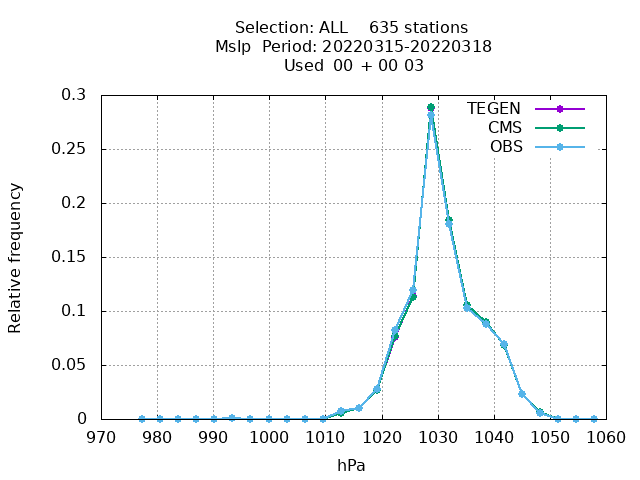 Selection: ALL    635 stations
Mslp  Period: 20220315-20220318
Used  00  + 00 03
TEGEN
CMS
OBS
0.3
0.25
0.2
0.15
0.1
0.05
0
Relative frequency
970 980 990 1000 1010 1020 1030 1040 1050 1060
hPa